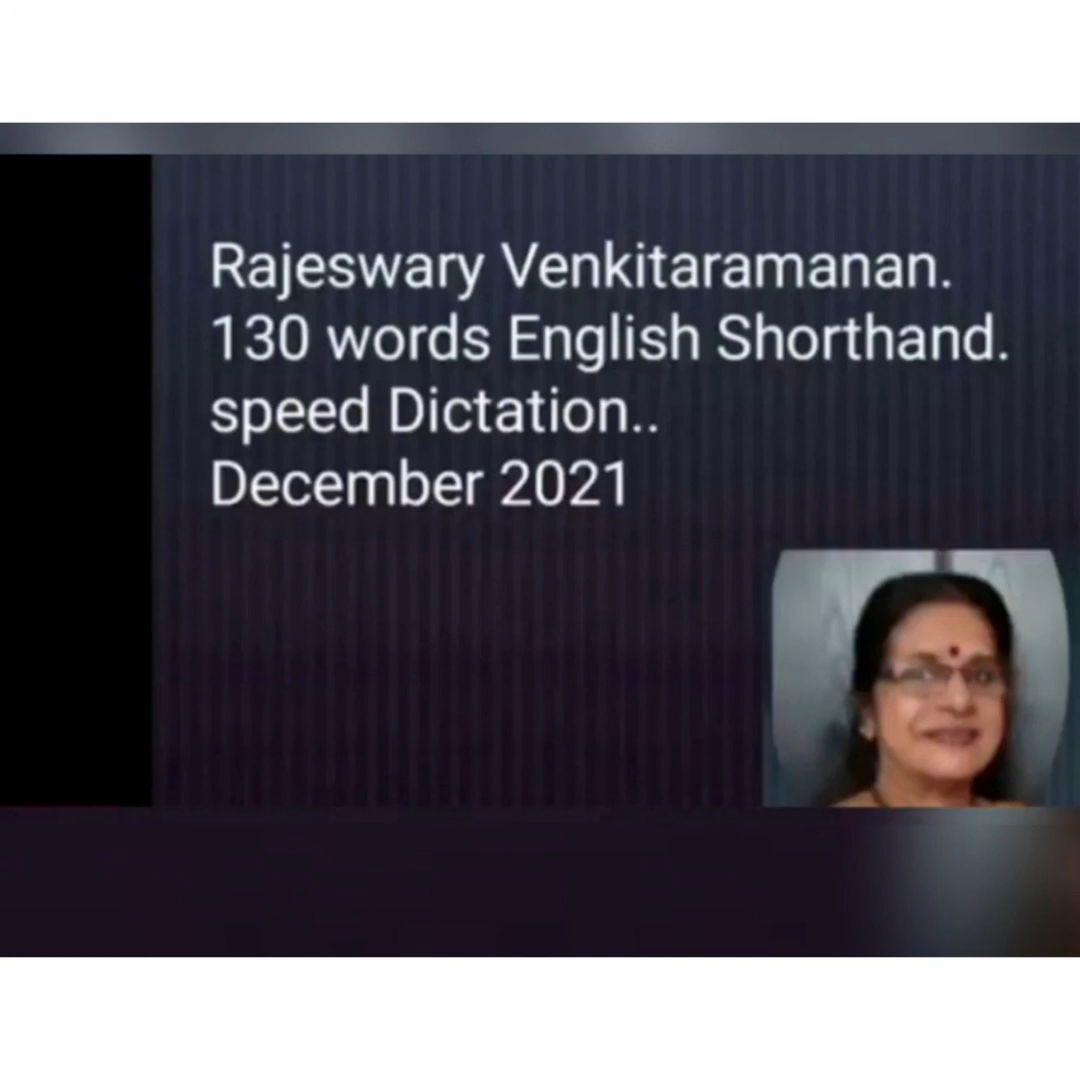 Rajeswary Venkitaramanan.
130 words English Shorthand.
speed Dictation..
December 2021